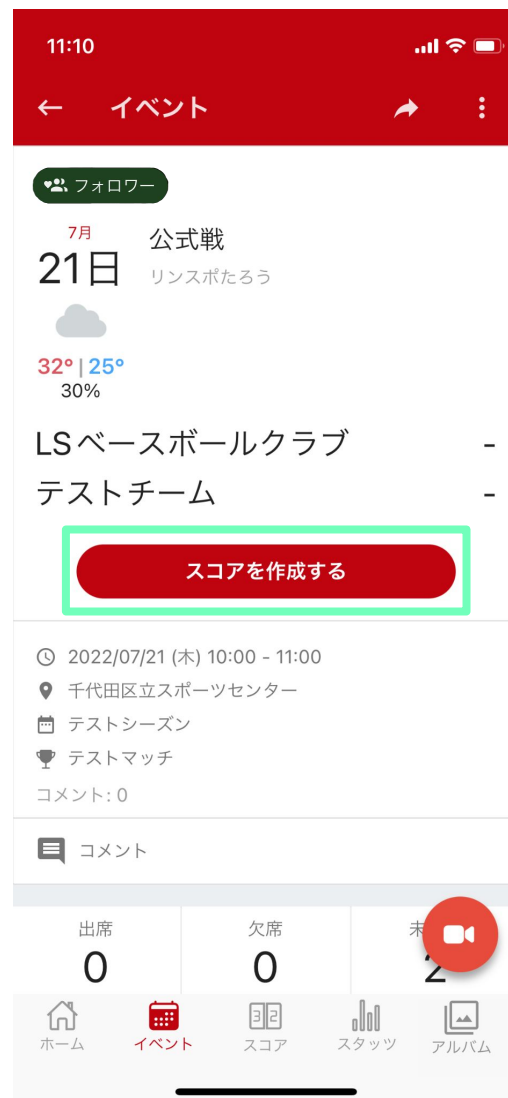 11:10
イベント
フォロワー
7月
21日
公式戦
リンスポたろう
32° | 25°
30%
LSベースボールクラブ -
テストチーム -
スコアを作成する
2022/07/21 (木) 10:00 - 11:00
千代田区立スポーツセンター
テストシーズン
テストマッチ
コメント: 0
コメント
出席 欠席 未
0 0 2
ホーム イベント スコア スタッツ アルバム